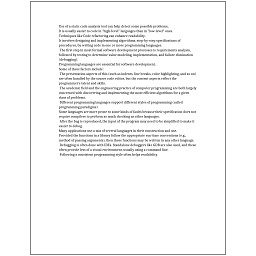 Use of a static code analysis tool can help detect some possible problems.
It is usually easier to code in "high-level" languages than in "low-level" ones.
Techniques like Code refactoring can enhance readability.
It involves designing and implementing algorithms, step-by-step specifications of
procedures, by writing code in one or more programming languages.
The first step in most formal software development processes is requirements analysis,
followed by testing to determine value modeling, implementation, and failure elimination
(debugging).
Programming languages are essential for software development.
Some of these factors include:
The presentation aspects of this (such as indents, line breaks, color highlighting, and so on)
are often handled by the source code editor, but the content aspects reflect the
programmer's talent and skills.
The academic field and the engineering practice of computer programming are both largely
concerned with discovering and implementing the most efficient algorithms for a given
class of problems.
Different programming languages support different styles of programming (called
programming paradigms).
Some languages are more prone to some kinds of faults because their specification does not
require compilers to perform as much checking as other languages.
After the bug is reproduced, the input of the program may need to be simplified to make it
easier to debug.
Many applications use a mix of several languages in their construction and use.
Provided the functions in a library follow the appropriate run-time conventions (e.g.,
method of passing arguments), then these functions may be written in any other language.
Debugging is often done with IDEs. Standalone debuggers like GDB are also used, and these
often provide less of a visual environment, usually using a command line.
Following a consistent programming style often helps readability.